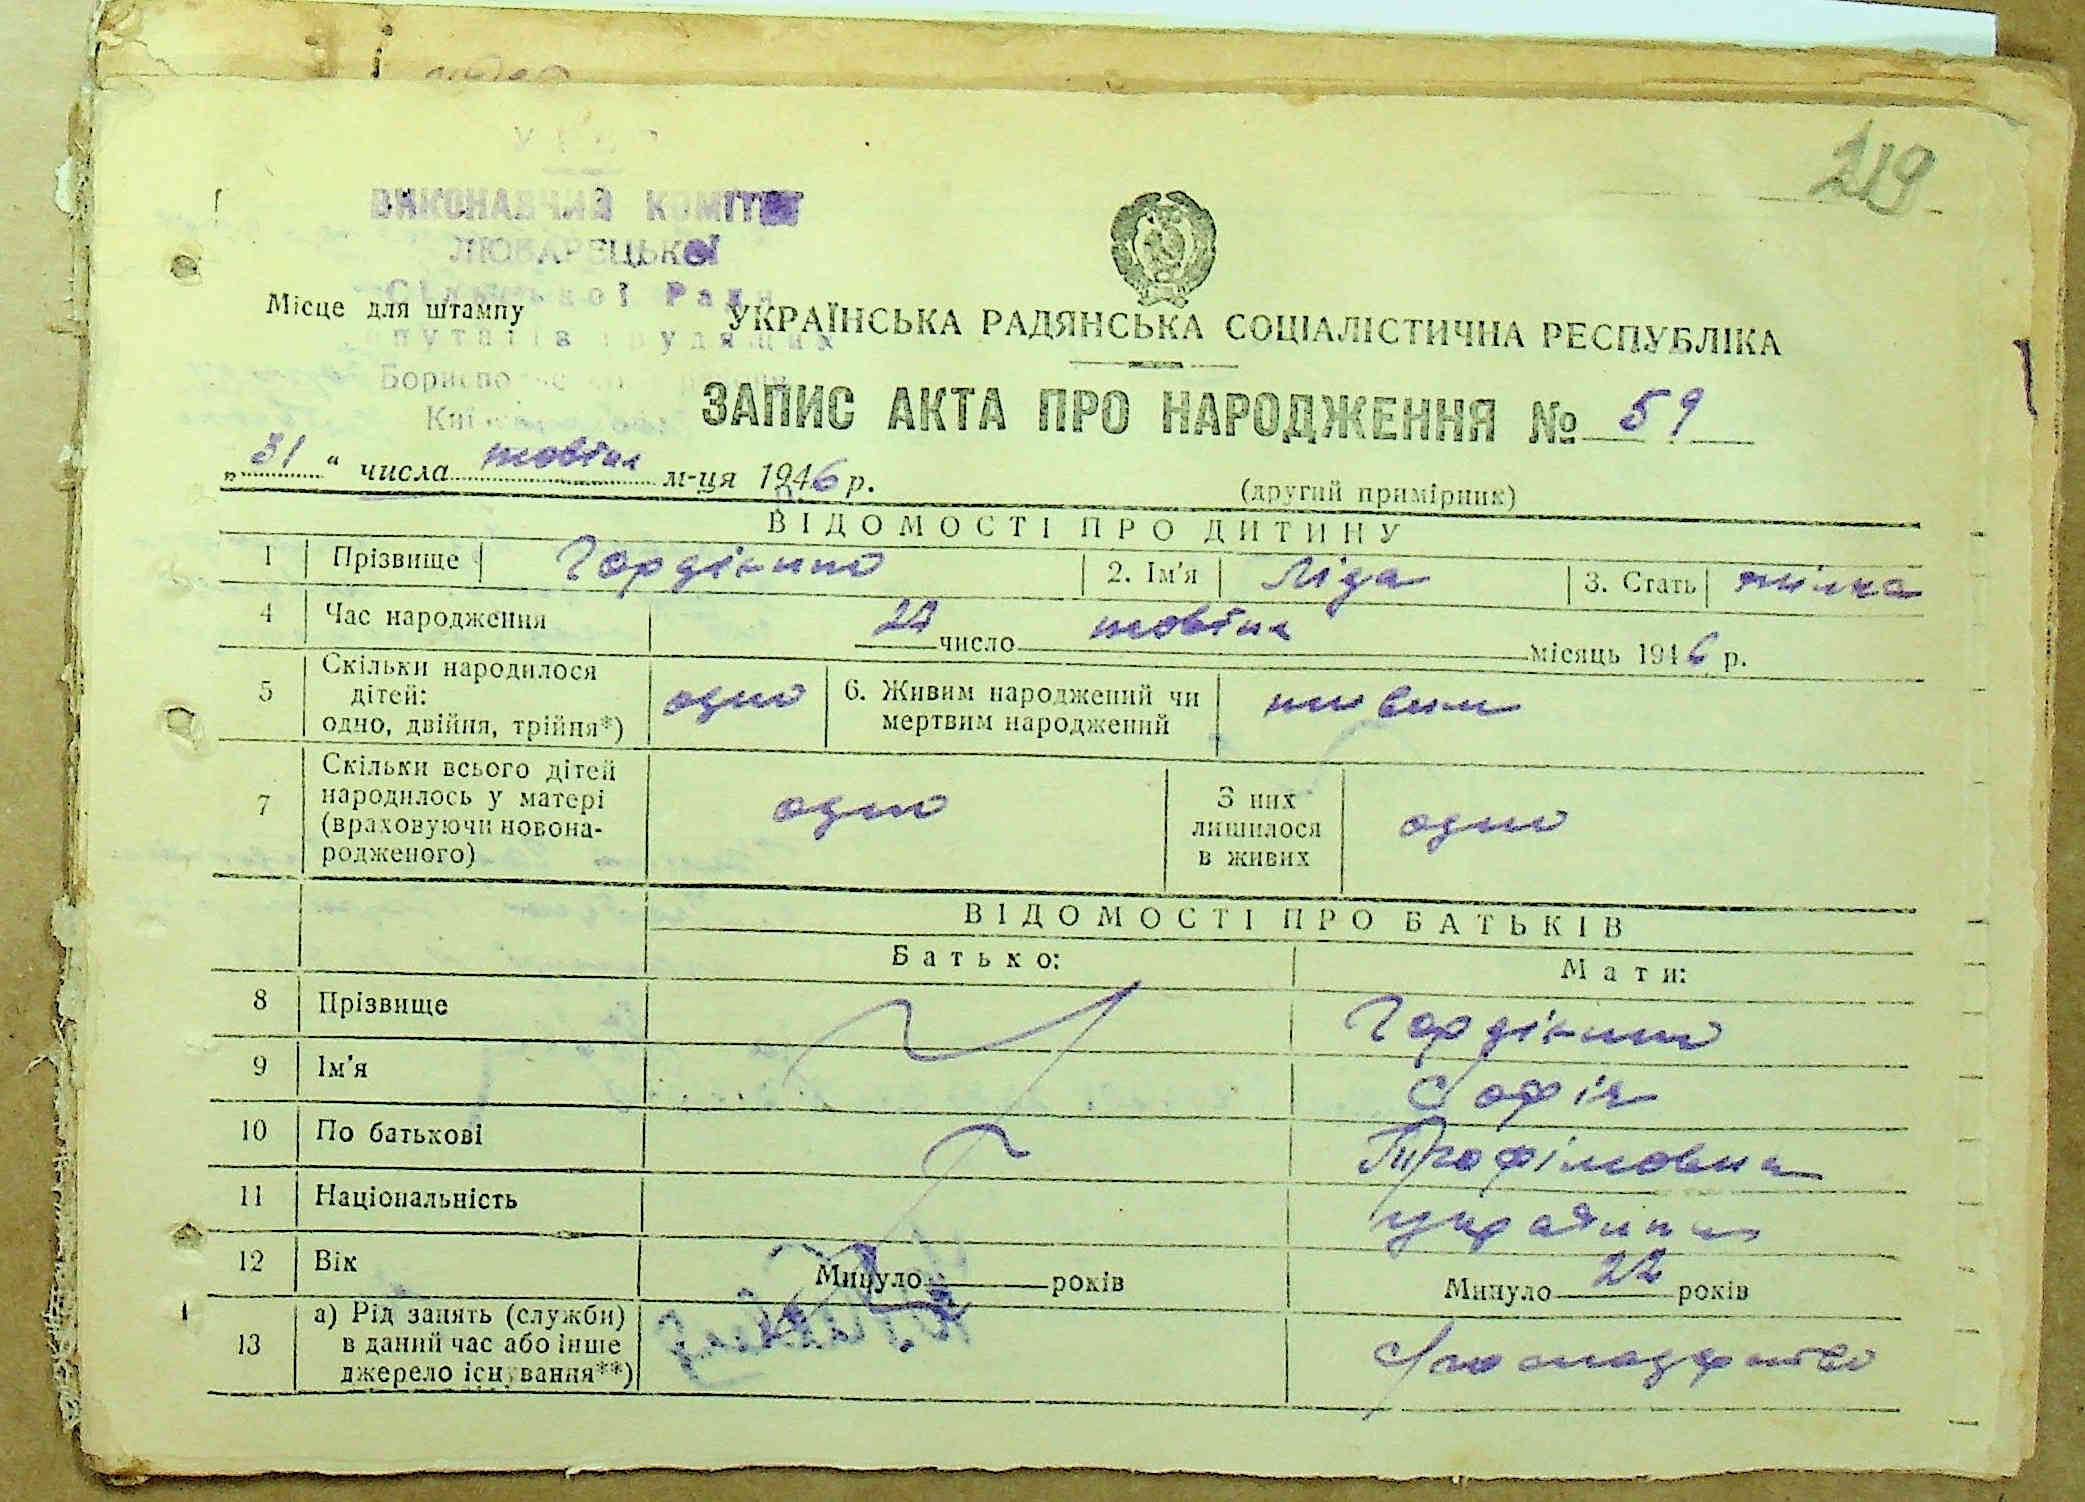 219
УРСР
ВИКОНАВЧИЙ КОМІТЕТ
ЛЮБАРЕЦЬКОЇ
Сільської Ради
депутатів трудящих
Місце для штампу
УКРАЇНСЬКА РАДЯНСЬКА СОЦІАЛІСТИЧНА РЕСПУБЛІКА
ЗАПИС АКТА ПРО НАРОДЖЕННЯ № 59
„31“ числа жовтня м-ця 1946 р.
(другий примірник)
ВІДОМОСТІ ПРО ДИТИНУ
1 Прізвище 2. Ім'я Ліда 3. Стать жінка
4 Час народження число жовтня місяць 1946 р.
5 Скільки народилося дітей: одно, двійня, трійня*) одно 6. Живим народжений чи мертвим народжений живим
7 Скільки всього дітей народилось у матері (враховуючи новонародженого) одно З них лишилося в живих одно
ВІДОМОСТІ ПРО БАТЬКІВ
Батько: Мати:
8 Прізвище
9 Ім'я Софія
10 По батькові Трофімовна
11 Національність українка
12 Вік Минуло років Минуло 22 років
13 а) Рід занять (служби) в даний час або інше джерело існування**)